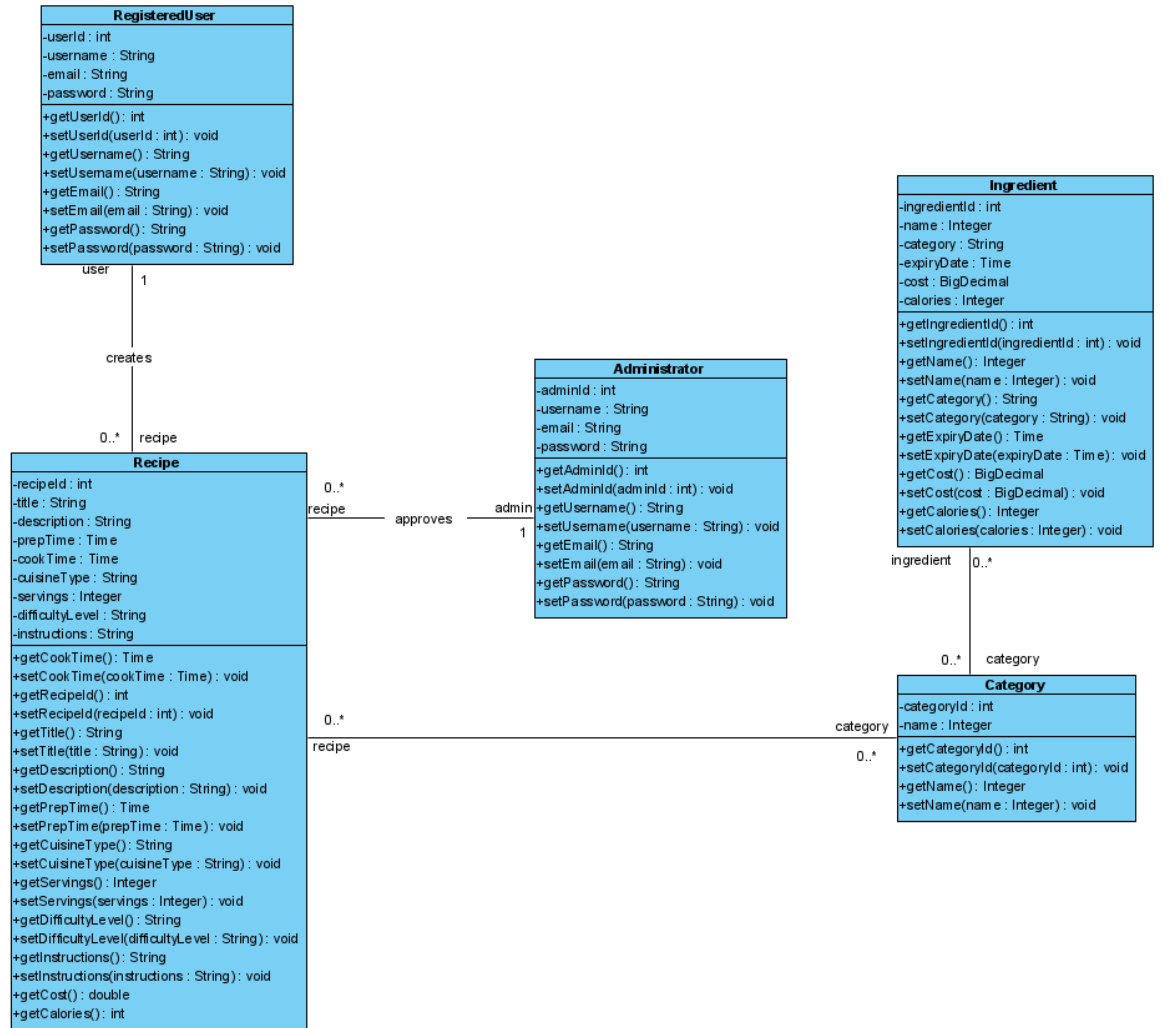 RegisteredUser
-userId : int
-username : String
-email : String
-password : String
+getUserId() : int
+setUserId(userId : int) : void
+getUsername() : String
+setUsername(username : String) : void
+getEmail() : String
+setEmail(email : String) : void
+getPassword() : String
+setPassword(password : String) : void
user
1
creates
0..*
recipe
Recipe
-recipeId : int
-title : String
-description : String
-prepTime : Time
-cookTime : Time
-cuisineType : String
-servings : Integer
-difficultyLevel : String
-instructions : String
+getCookTime() : Time
+setCookTime(cookTime : Time) : void
+getRecipeId() : int
+setRecipeId(recipeId : int) : void
+getTitle() : String
+setTitle(title : String) : void
+getDescription() : String
+setDescription(description : String) : void
+getPrepTime() : Time
+setPrepTime(prepTime : Time) : void
+getCuisineType() : String
+setCuisineType(cuisineType : String) : void
+getServings() : Integer
+setServings(servings : Integer) : void
+getDifficultyLevel() : String
+setDifficultyLevel(difficultyLevel : String) : void
+getInstructions() : String
+setInstructions(instructions : String) : void
+getCost() : double
+getCalories() : int
0..*
recipe
approves
admin
1
Administrator
-adminId : int
-username : String
-email : String
-password : String
+getAdminId() : int
+setAdminId(adminId : int) : void
+getUsername() : String
+setUsername(username : String) : void
+getEmail() : String
+setEmail(email : String) : void
+getPassword() : String
+setPassword(password : String) : void
Ingredient
-ingredientId : int
-name : Integer
-category : String
-expiryDate : Time
-cost : BigDecimal
-calories : Integer
+getIngredientId() : int
+setIngredientId(ingredientId : int) : void
+getName() : Integer
+setName(name : Integer) : void
+getCategory() : String
+setCategory(category : String) : void
+getExpiryDate() : Time
+setExpiryDate(expiryDate : Time) : void
+getCost() : BigDecimal
+setCost(cost : BigDecimal) : void
+getCalories() : Integer
+setCalories(calories : Integer) : void
ingredient
0..*
0..*
category
Category
-categoryId : int
-name : Integer
+getCategoryId() : int
+setCategoryId(categoryId : int) : void
+getName() : Integer
+setName(name : Integer) : void
0..*
recipe
category
0..*